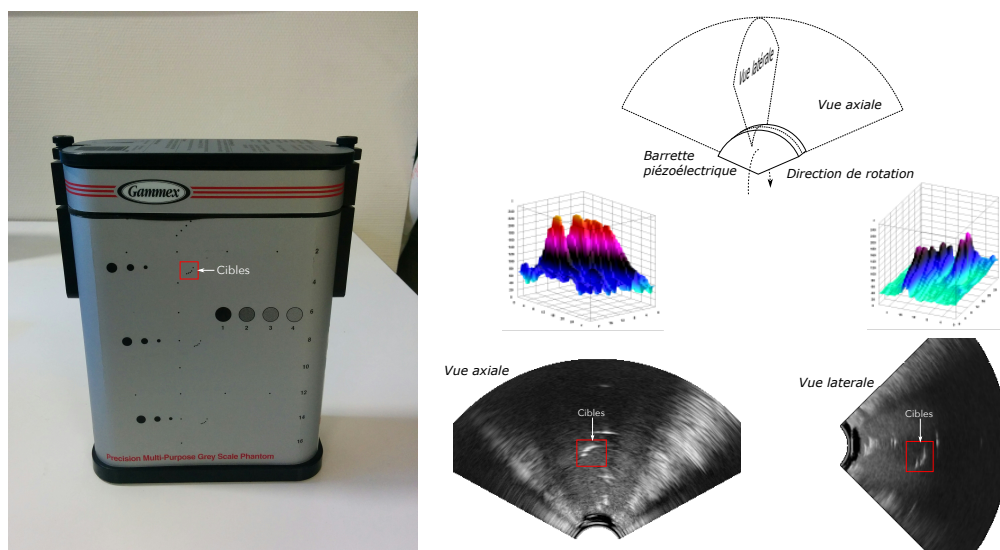 Gammex
Cibles
2
4
6
1 2 3 4
8
10
12
14
16
Precision Multi-Purpose Grey Scale Phantom
Vue latérale
Vue axiale
Barrette
piézoélectrique
Direction de rotation
Vue axiale
Cibles
Vue laterale
Cibles